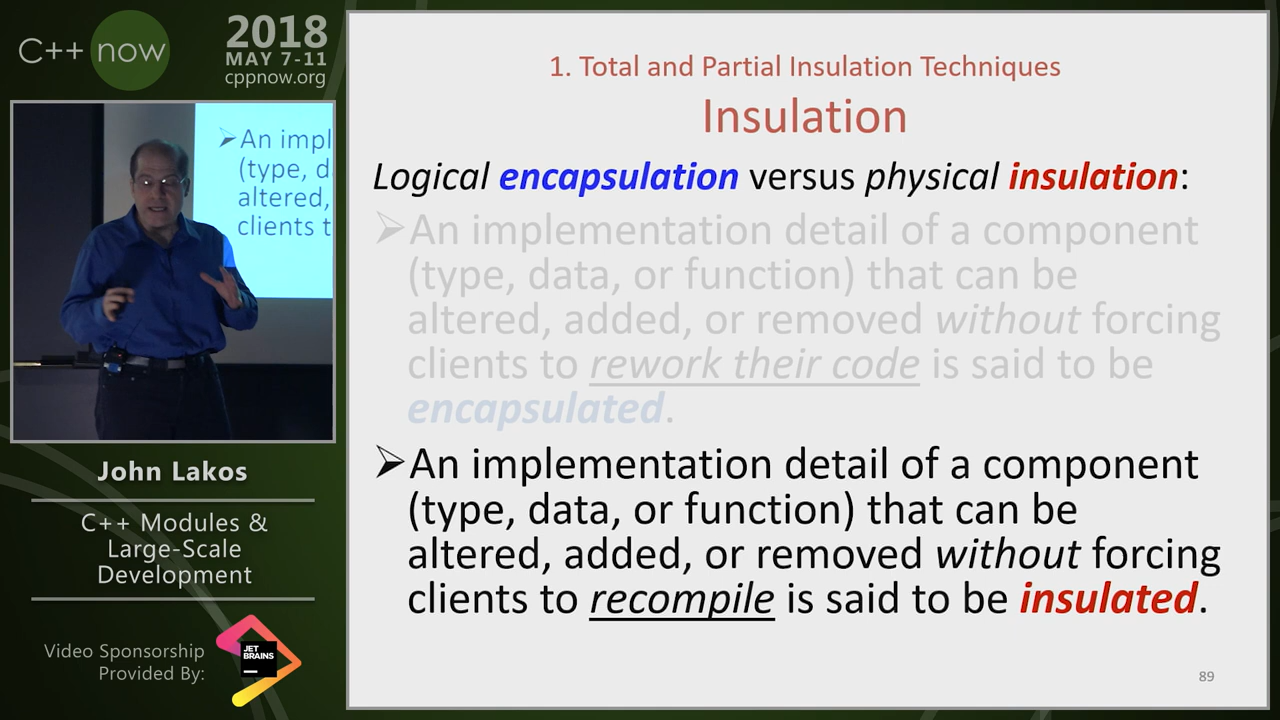 C++ now
2018
MAY 7-11
cppnow.org
An impl
(type, d
altered,
clients t
John Lakos
C++ Modules &
Large-Scale
Development
Video Sponsorship
Provided By:
JET
BRAINS
1. Total and Partial Insulation Techniques
Insulation
Logical encapsulation versus physical insulation:
➢An implementation detail of a component
(type, data, or function) that can be
altered, added, or removed without forcing
clients to rework their code is said to be
encapsulated.
➢An implementation detail of a component
(type, data, or function) that can be
altered, added, or removed without forcing
clients to recompile is said to be insulated.
89